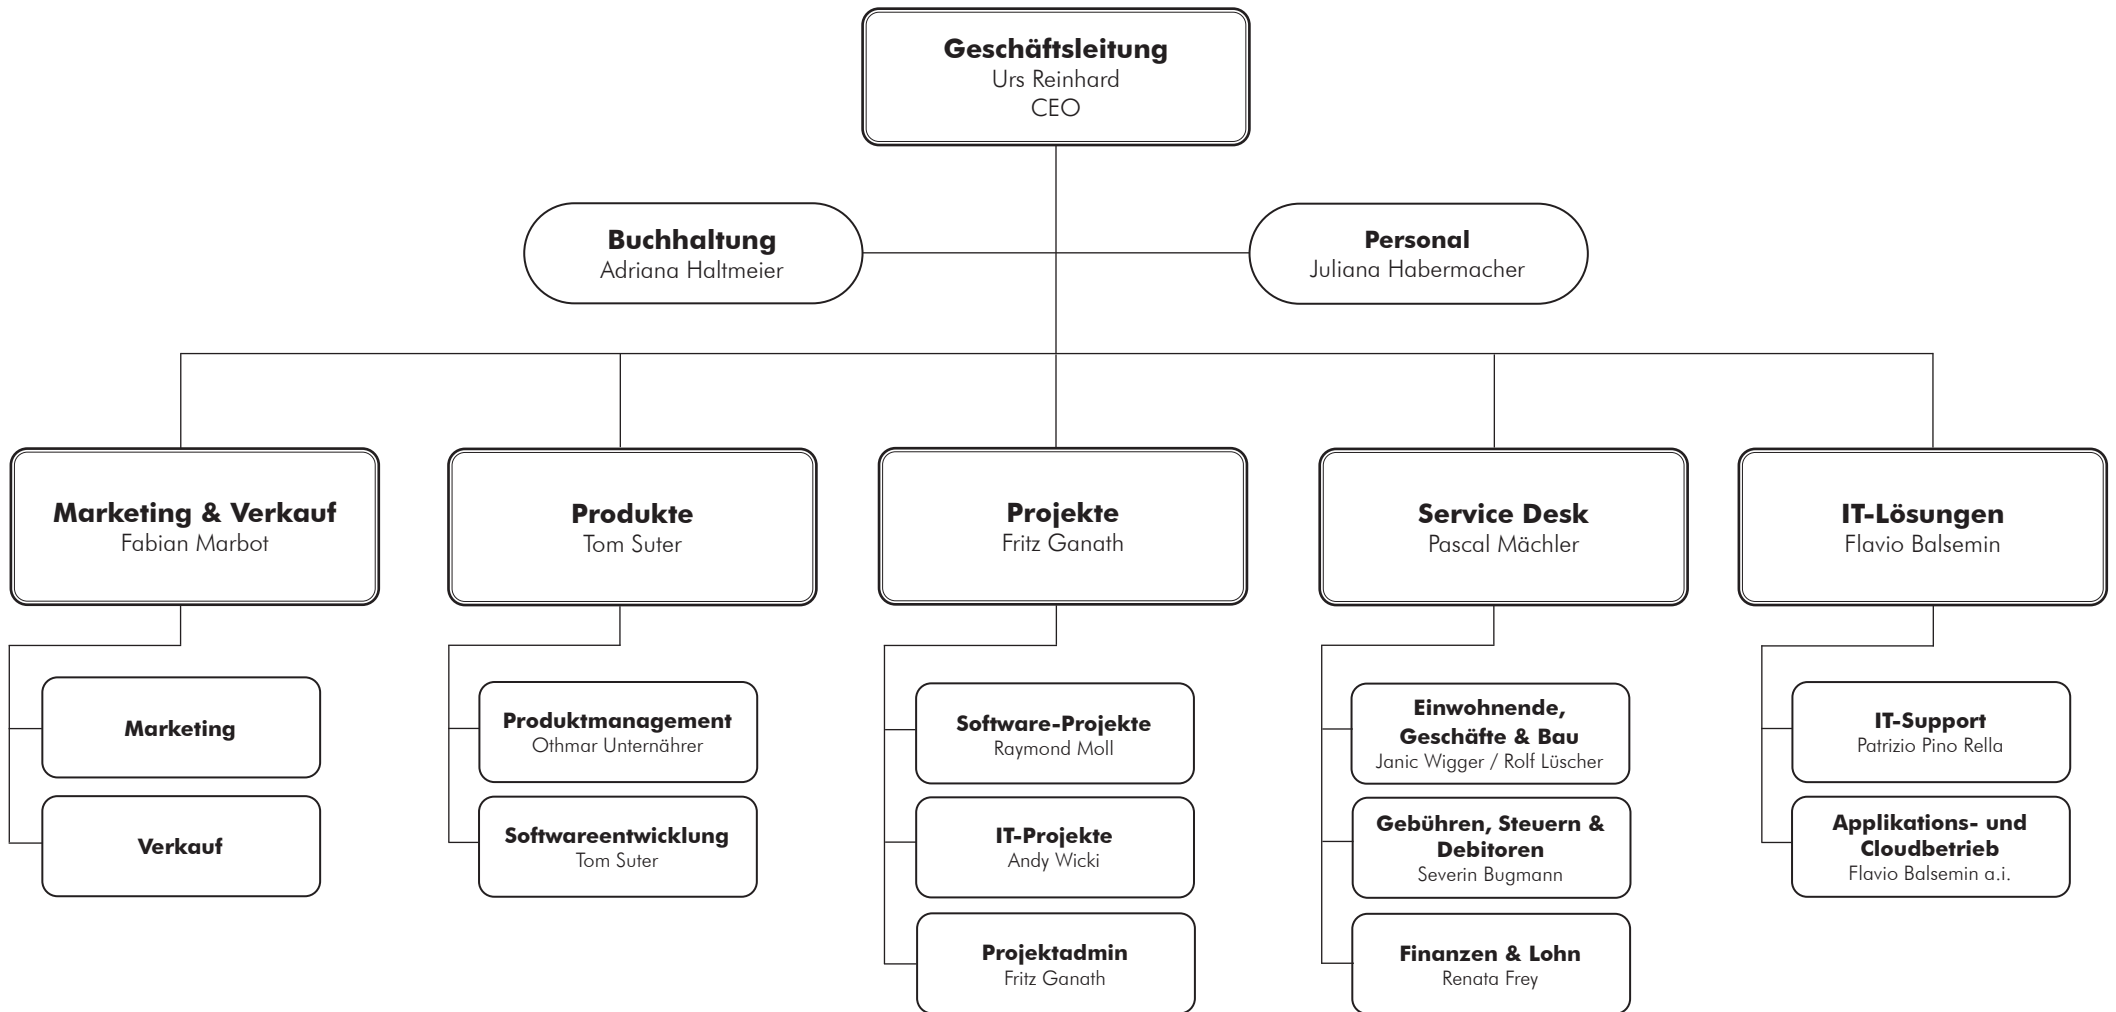 Geschäftsleitung
Urs Reinhard
CEO
Buchhaltung
Adriana Haltmeier
Personal
Juliana Habermacher
Marketing & Verkauf
Fabian Marbot
Produkte
Tom Suter
Projekte
Fritz Ganath
Service Desk
Pascal Mächler
IT-Lösungen
Flavio Balsemin
Marketing
Verkauf
Produktmanagement
Othmar Unternährer
Softwareentwicklung
Tom Suter
Software-Projekte
Raymond Moll
IT-Projekte
Andy Wicki
Projektadmin
Fritz Ganath
Einwohnende,
Geschäfte & Bau
Janic Wigger / Rolf Lüscher
Gebühren, Steuern &
Debitoren
Severin Bugmann
Finanzen & Lohn
Renata Frey
IT-Support
Patrizio Pino Rella
Applikations- und
Cloudbetrieb
Flavio Balsemin a.i.